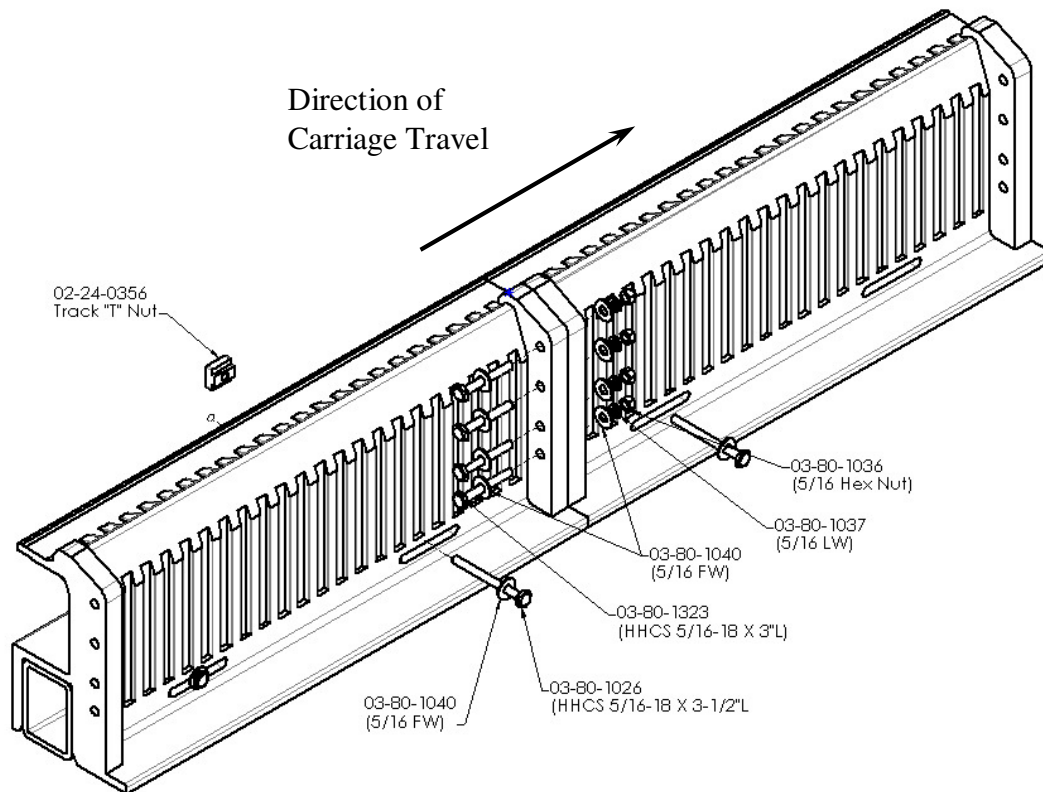 Direction of
Carriage Travel
02-24-0356
Track "T" Nut
a
03-80-1036
(5/16 Hex Nut)
03-80-1037
(5/16 LW)
03-80-1040
(5/16 FW)
03-80-1323
(HHCS 5/16-18 X 3"L)
03-80-1026
(HHCS 5/16-18 X 3-1/2"L
03-80-1040
(5/16 FW)